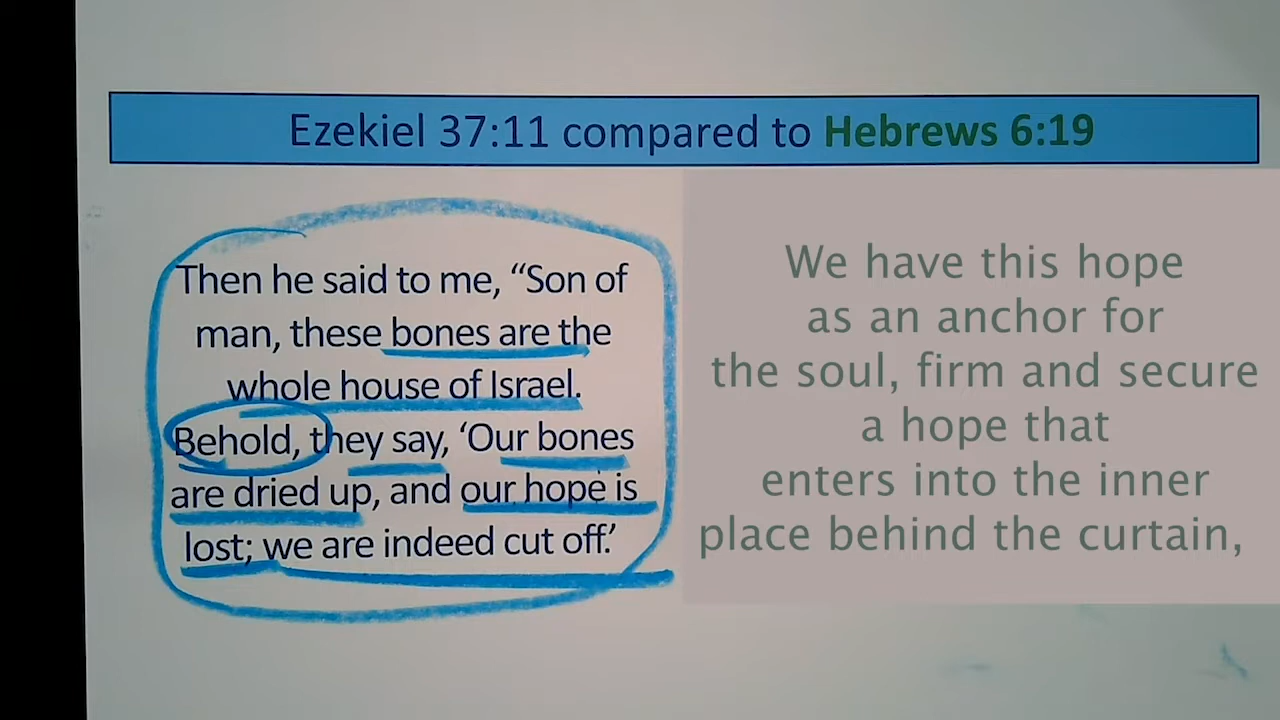 Ezekiel 37:11 compared to Hebrews 6:19
Then he said to me, “Son of
man, these bones are the
whole house of Israel.
Behold, they say, ‘Our bones
are dried up, and our hope is
lost; we are indeed cut off.’
We have this hope
as an anchor for
the soul, firm and secure
a hope that
enters into the inner
place behind the curtain,